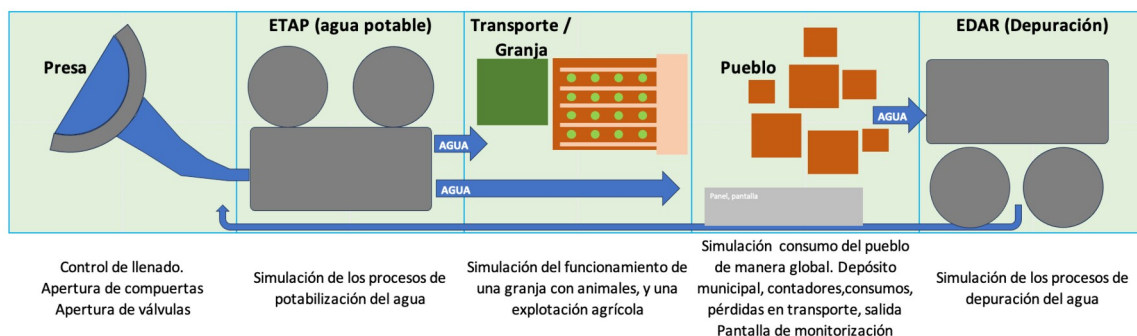 Presa
ETAP (agua potable)
Transporte /
Granja
Pueblo
EDAR (Depuración)
AGUA
AGUA
AGUA
Panel, pantalla
Control de llenado.
Apertura de compuertas
Apertura de válvulas
Simulación de los procesos de
potabilización del agua
Simulación del funcionamiento de
una granja con animales, y una
explotación agrícola
Simulación consumo del pueblo
de manera global. Depósito
municipal, contadores,consumos,
pérdidas en transporte, salida
Pantalla de monitorización
Simulación de los procesos de
depuración del agua